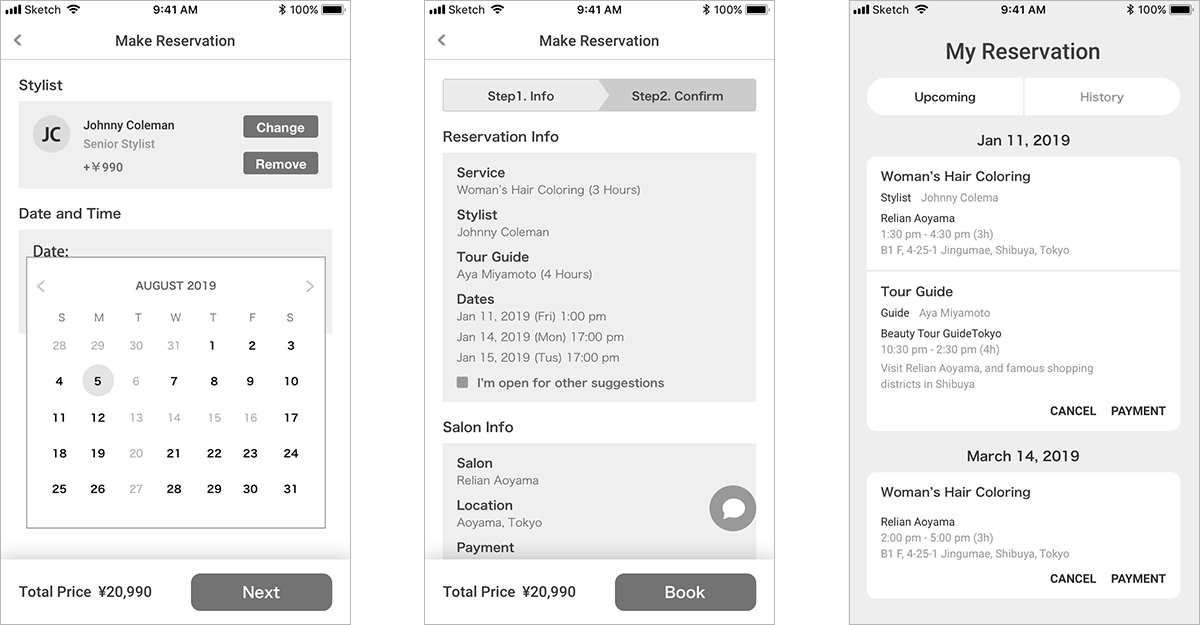 Sketch 9:41 AM 100%
Make Reservation
Stylist
JC
Johnny Coleman
Senior Stylist
+¥990
Change
Remove
Date and Time
Date:
AUGUST 2019
S M T W T F S
28 29 30 31 1 2 3
4 5 6 7 8 9 10
11 12 13 14 15 16 17
18 19 20 21 22 23 24
25 26 27 28 29 30 31
Total Price ¥20,990
Next
Sketch 9:41 AM 100%
Make Reservation
Step1. Info
Step2. Confirm
Reservation Info
Service
Woman's Hair Coloring (3 Hours)
Stylist
Johnny Coleman
Tour Guide
Aya Miyamoto (4 Hours)
Dates
Jan 11, 2019 (Fri) 1:00 pm
Jan 14, 2019 (Mon) 17:00 pm
Jan 15, 2019 (Tus) 17:00 pm
I'm open for other suggestions
Salon Info
Salon
Relian Aoyama
Location
Aoyama, Tokyo
Payment
Total Price ¥20,990
Book
Sketch 9:41 AM 100%
My Reservation
Upcoming
History
Jan 11, 2019
Woman's Hair Coloring
Stylist Johnny Colema
Relian Aoyama
1:30 pm - 4:30 pm (3h)
B1 F, 4-25-1 Jingumae, Shibuya, Tokyo
Tour Guide
Guide Aya Miyamoto
Beauty Tour GuideTokyo
10:30 pm - 2:30 pm (4h)
Visit Relian Aoyama, and famous shopping
districts in Shibuya
CANCEL PAYMENT
March 14, 2019
Woman's Hair Coloring
Relian Aoyama
2:00 pm - 5:00 pm (3h)
B1 F, 4-25-1 Jingumae, Shibuya, Tokyo
CANCEL PAYMENT